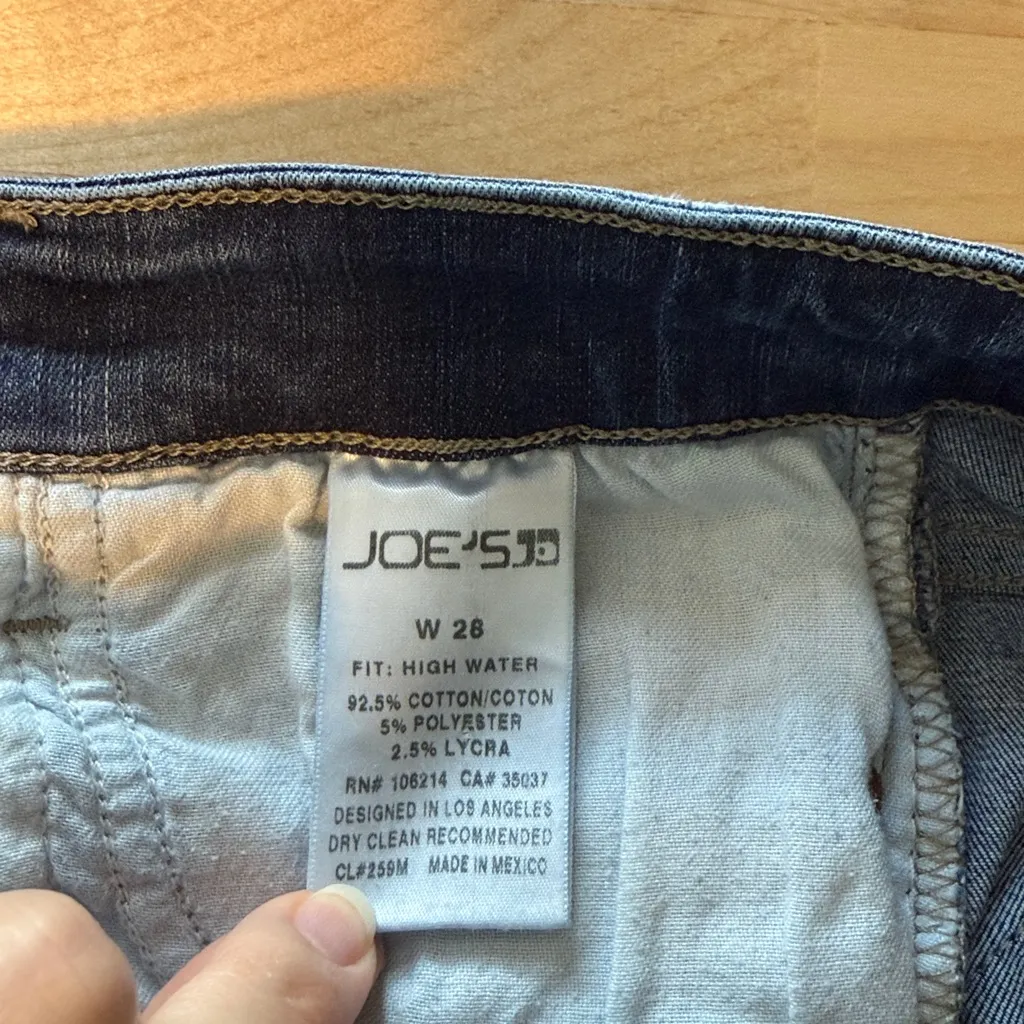 JOE'S JD
W 28
FIT: HIGH WATER
92.5% COTTON/COTON
5% POLYESTER
2.5% LYCRA
RN# 106214 CA# 35037
DESIGNED IN LOS ANGELES
DRY CLEAN RECOMMENDED
CL#259M MADE IN MEXICO